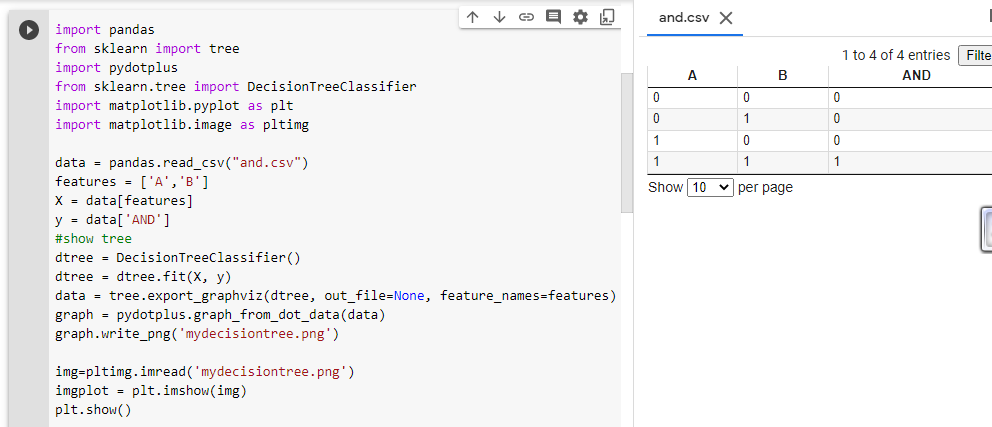 import pandas
from sklearn import tree
import pydotplus
from sklearn.tree import DecisionTreeClassifier
import matplotlib.pyplot as plt
import matplotlib.image as pltimg

data = pandas.read_csv("and.csv")
features = ['A','B']
X = data[features]
y = data['AND']
#show tree
dtree = DecisionTreeClassifier()
dtree = dtree.fit(X, y)
data = tree.export_graphviz(dtree, out_file=None, feature_names=features)
graph = pydotplus.graph_from_dot_data(data)
graph.write_png('mydecisiontree.png')

img=pltimg.imread('mydecisiontree.png')
imgplot = plt.imshow(img)
plt.show()
and.csv
1 to 4 of 4 entries Filte
A B AND
0 0 0
0 1 0
1 0 0
1 1 1
Show 10 per page